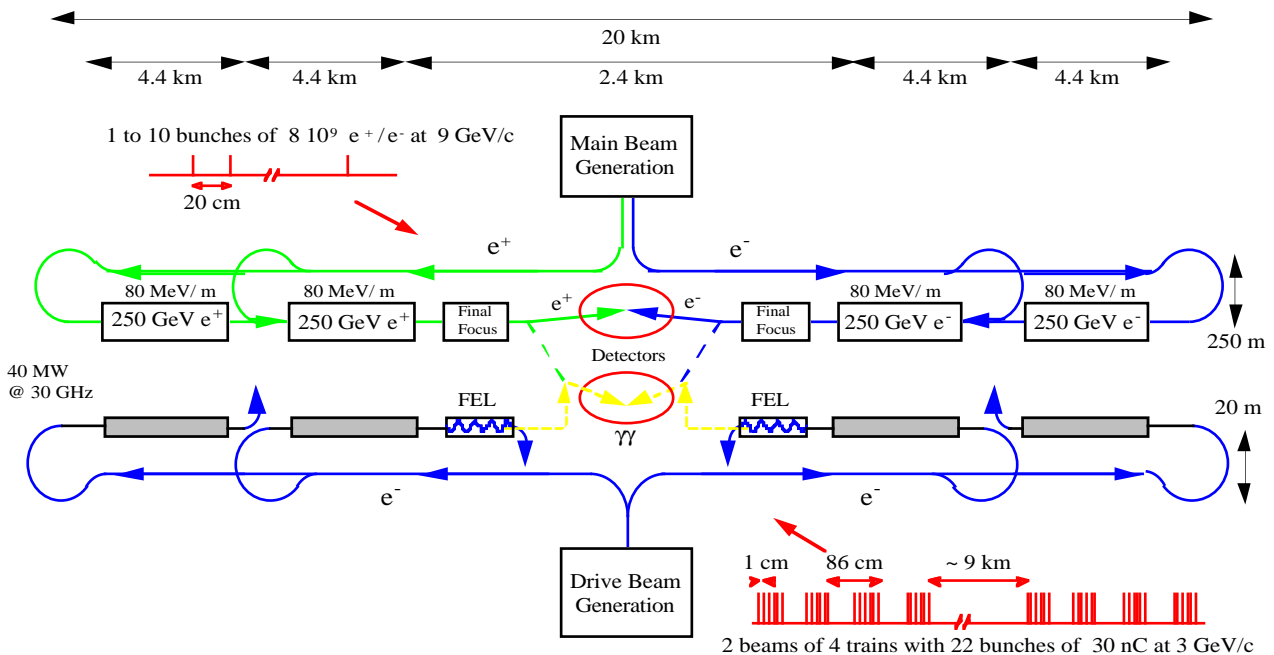 20 km
4.4 km 4.4 km 2.4 km 4.4 km 4.4 km
1 to 10 bunches of 8 10⁹ e⁺/e⁻ at 9 GeV/c
20 cm
Main Beam
Generation
e⁺ e⁻
80 MeV/ m 80 MeV/ m 80 MeV/ m 80 MeV/ m
250 GeV e⁺ 250 GeV e⁺ Final Focus e⁺ e⁻ Final Focus 250 GeV e⁻ 250 GeV e⁻
250 m
Detectors
40 MW
@ 30 GHz
FEL FEL
γγ
20 m
e⁻ e⁻
Drive Beam
Generation
1 cm 86 cm ~ 9 km
2 beams of 4 trains with 22 bunches of 30 nC at 3 GeV/c